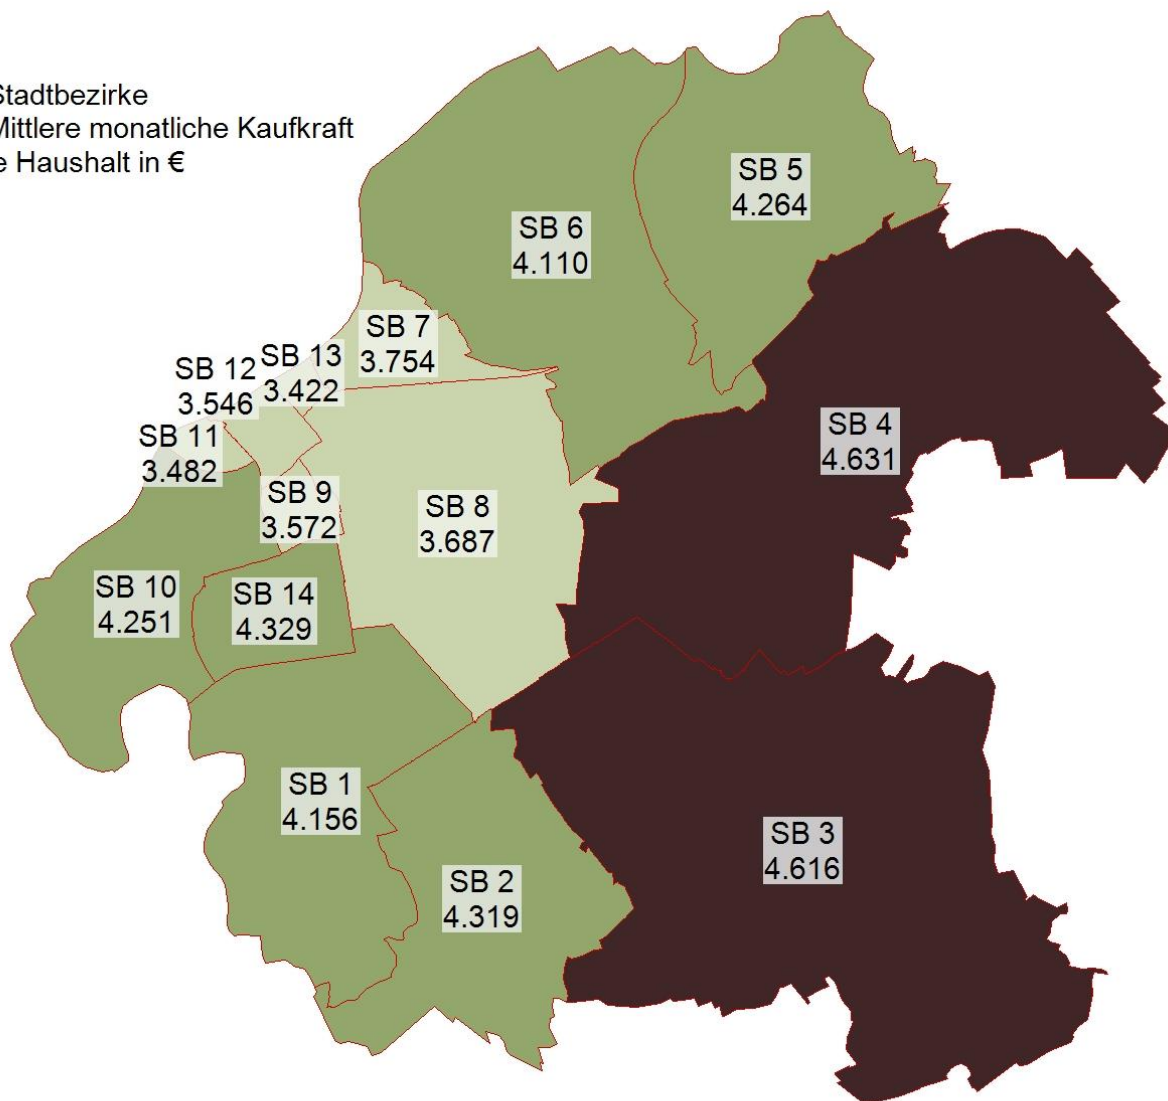 Stadtbezirke
Mittlere monatliche Kaufkraft
e Haushalt in €
SB 5
4.264
SB 6
4.110
SB 7
3.754
SB 13
3.422
SB 12
3.546
SB 11
3.482
SB 4
4.631
SB 9
3.572
SB 8
3.687
SB 10
4.251
SB 14
4.329
SB 1
4.156
SB 3
4.616
SB 2
4.319